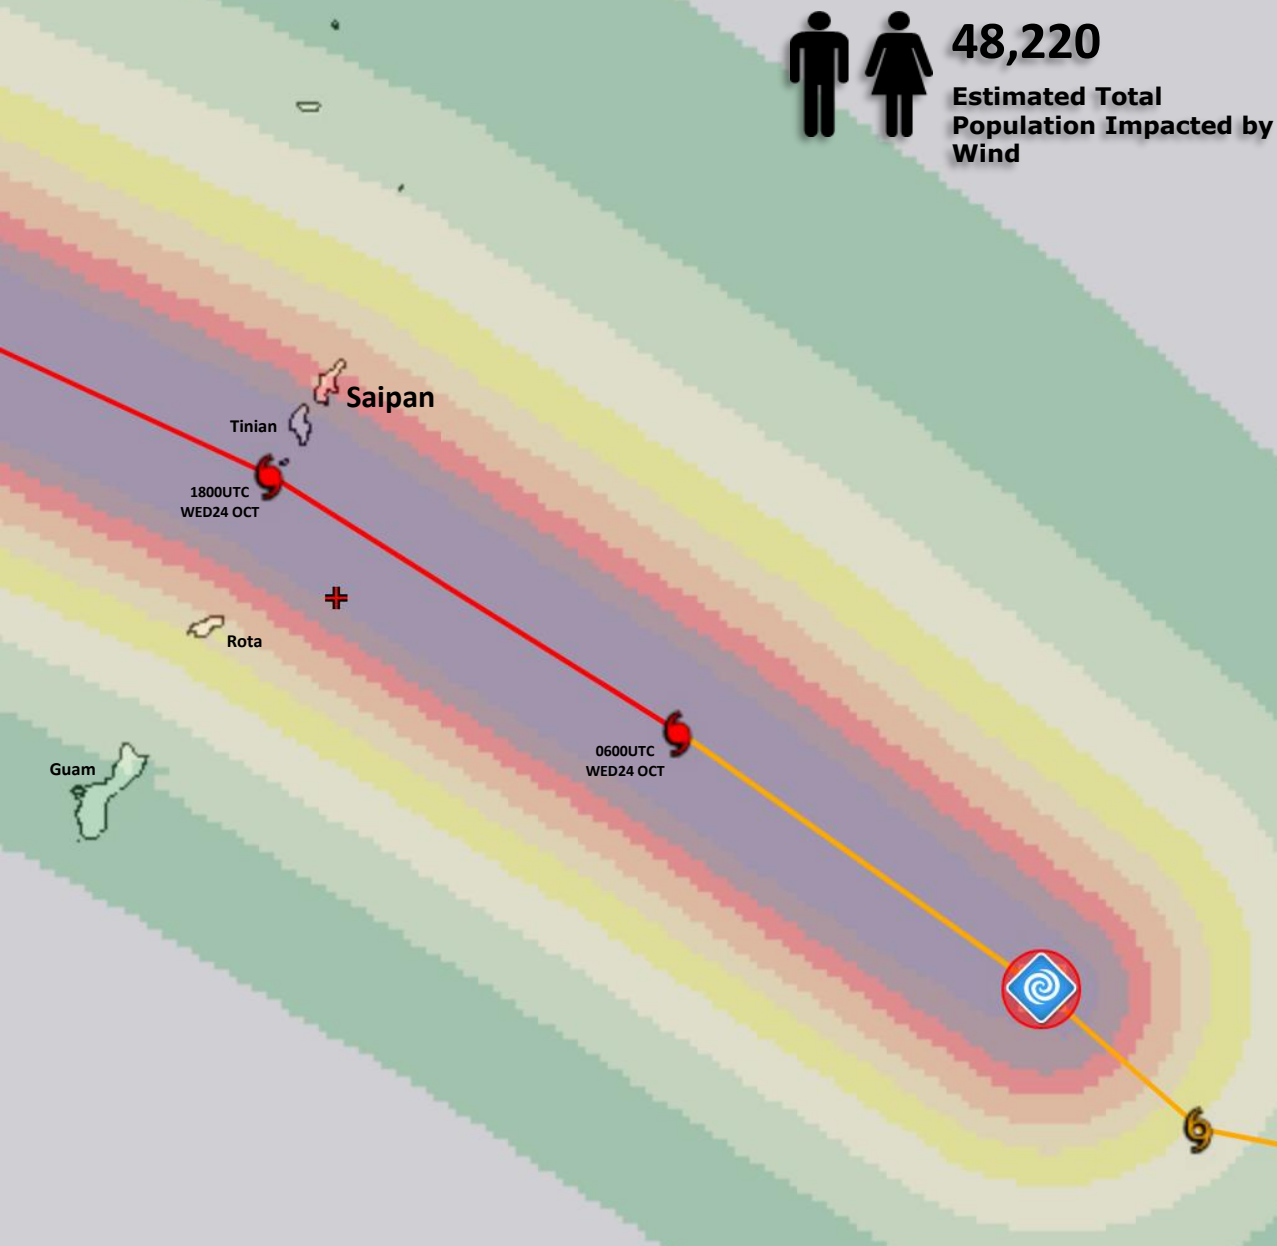 48,220
Estimated Total
Population Impacted by
Wind
Saipan
Tinian
1800UTC
WED24 OCT
Rota
0600UTC
WED24 OCT
Guam